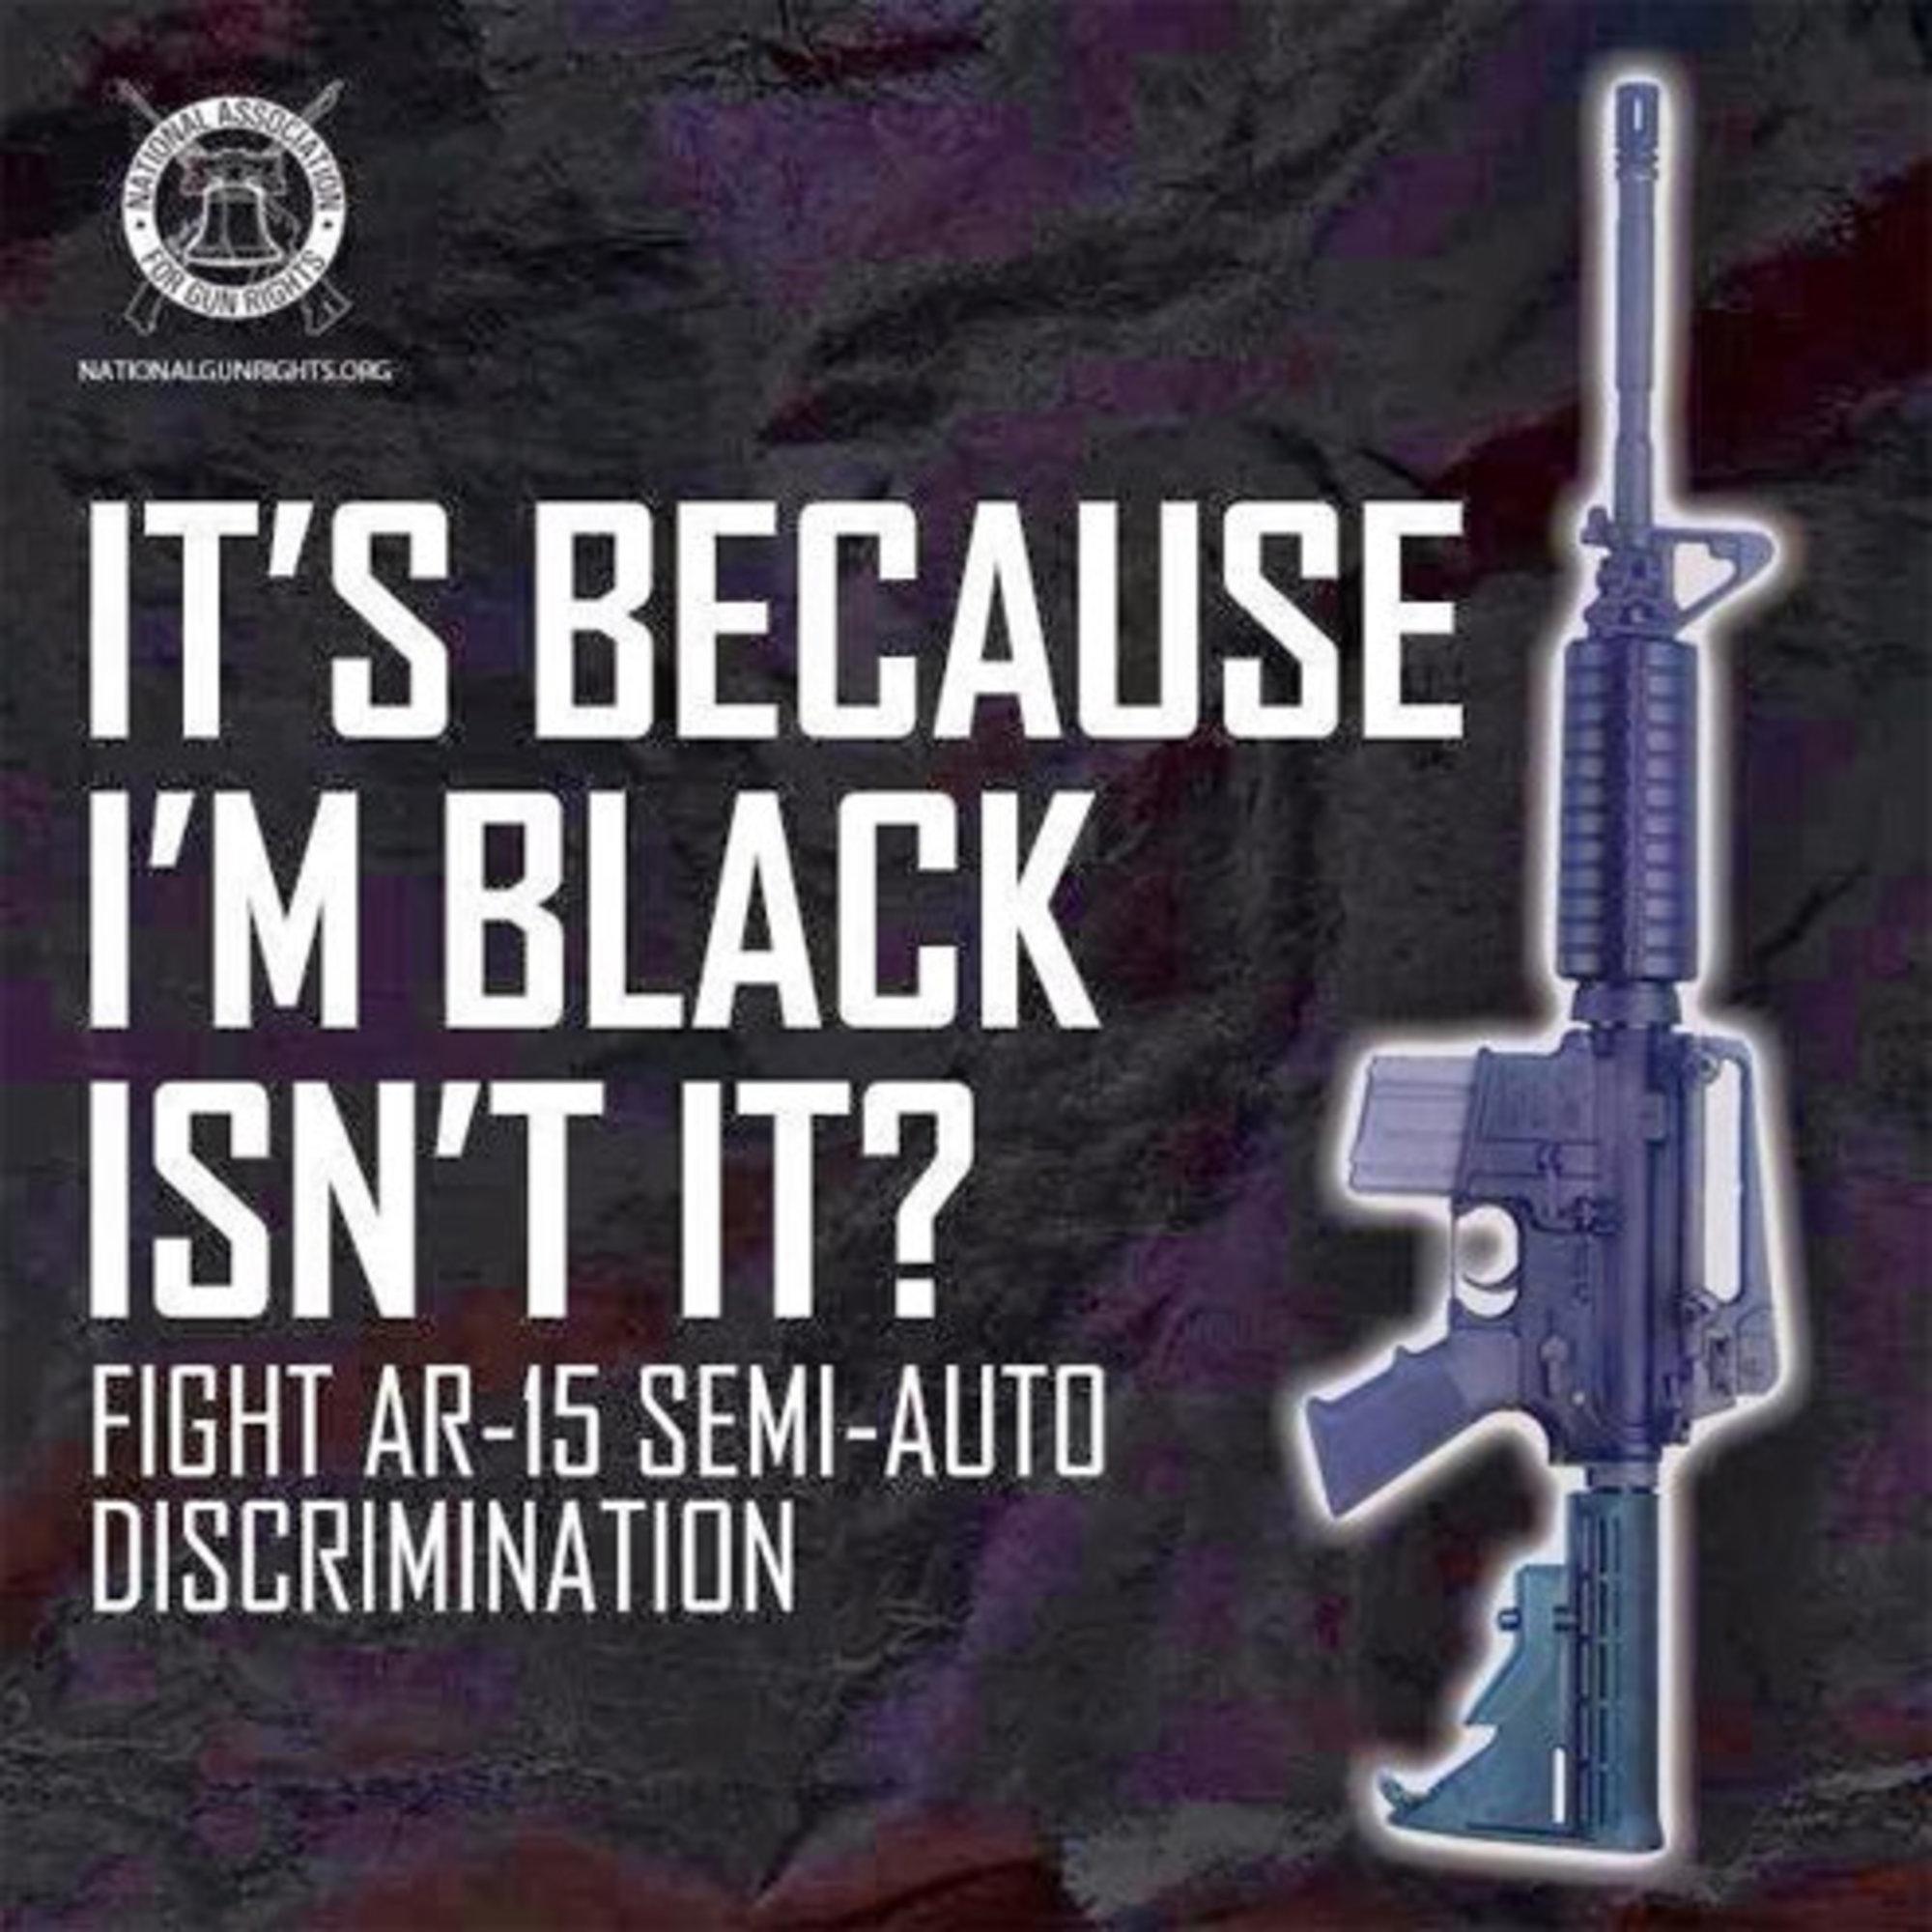 NATIONAL ASSOCIATION
FOR GUN RIGHTS
NATIONALGUNRIGHTS.ORG
IT'S BECAUSE
I'M BLACK
ISN'T IT?
FIGHT AR-15 SEMI-AUTO
DISCRIMINATION